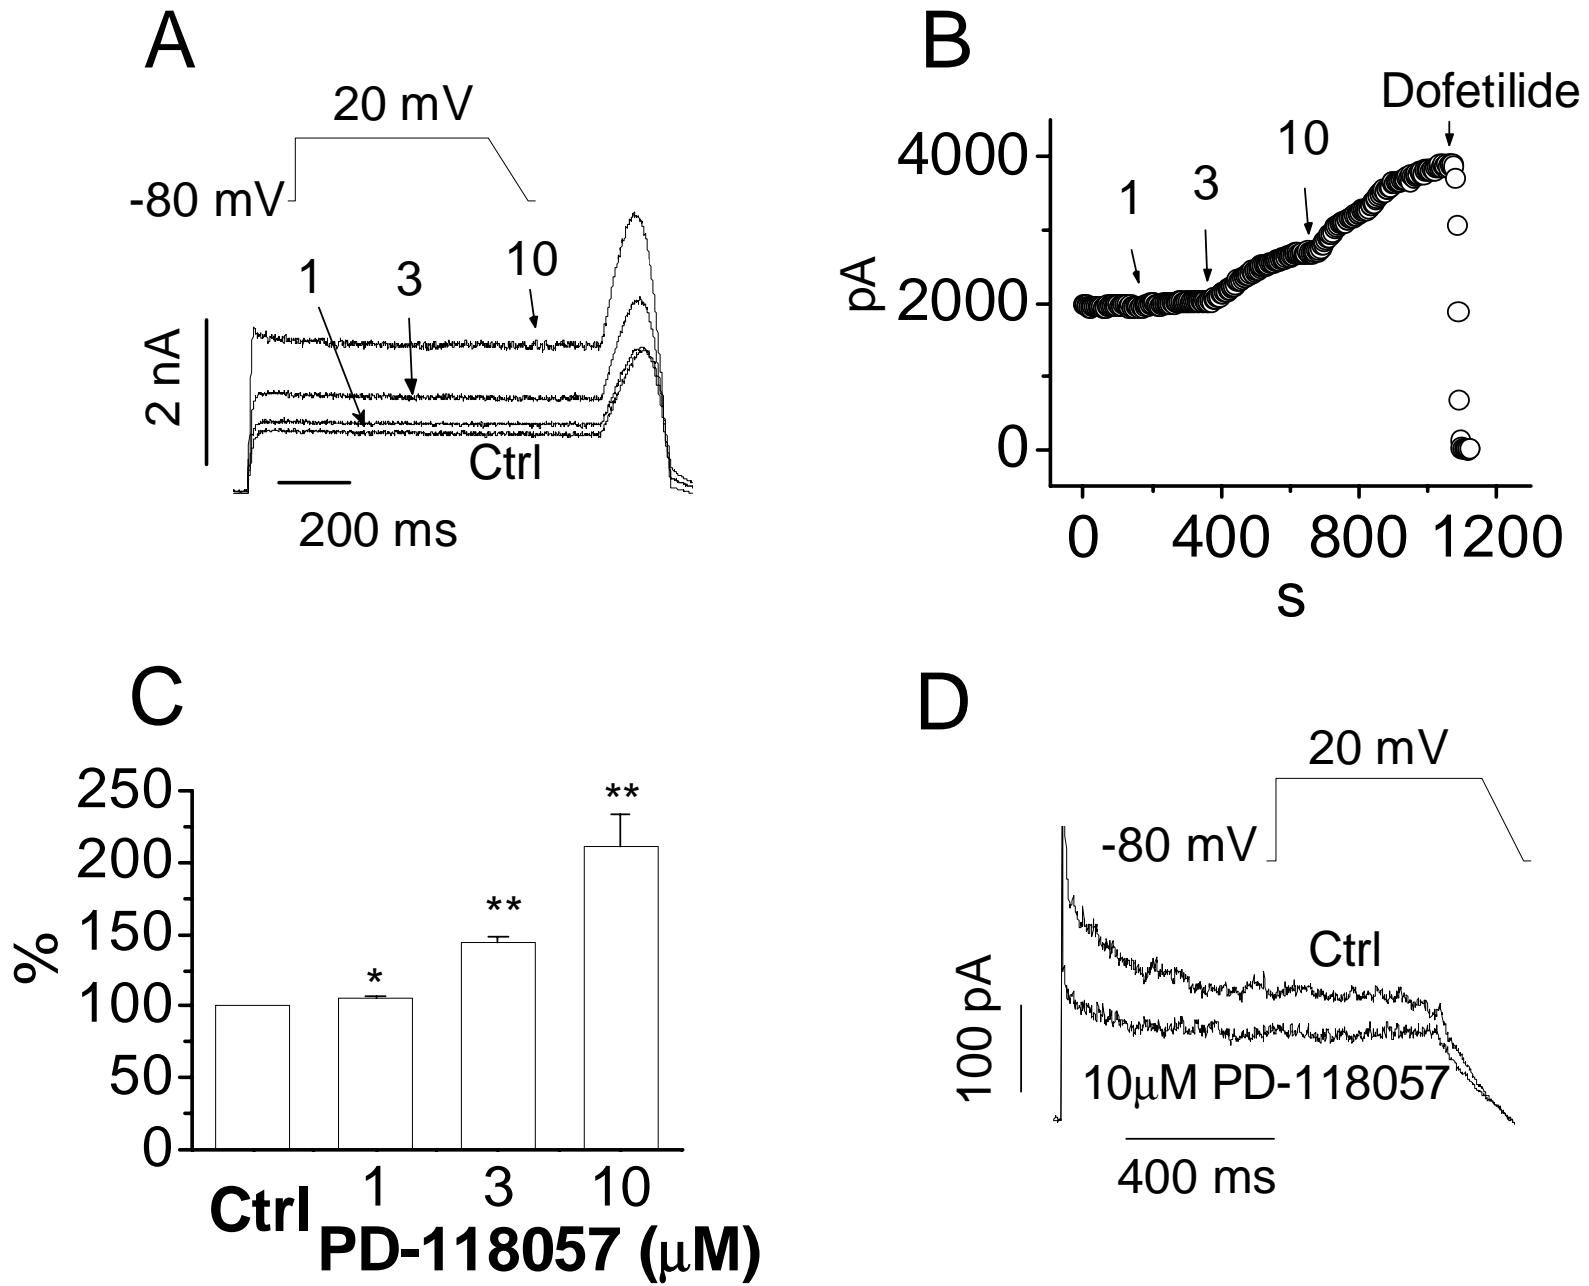 A
20 mV
-80 mV
1
3
10
2 nA
Ctrl
200 ms
B
Dofetilide
1
3
10
pA
4000
2000
0
0 400 800 1200
s
C
%
250
200
150
100
50
0
*
**
**
Ctrl
1 3 10
PD-118057 (μM)
D
20 mV
-80 mV
Ctrl
100 pA
10μM PD-118057
400 ms